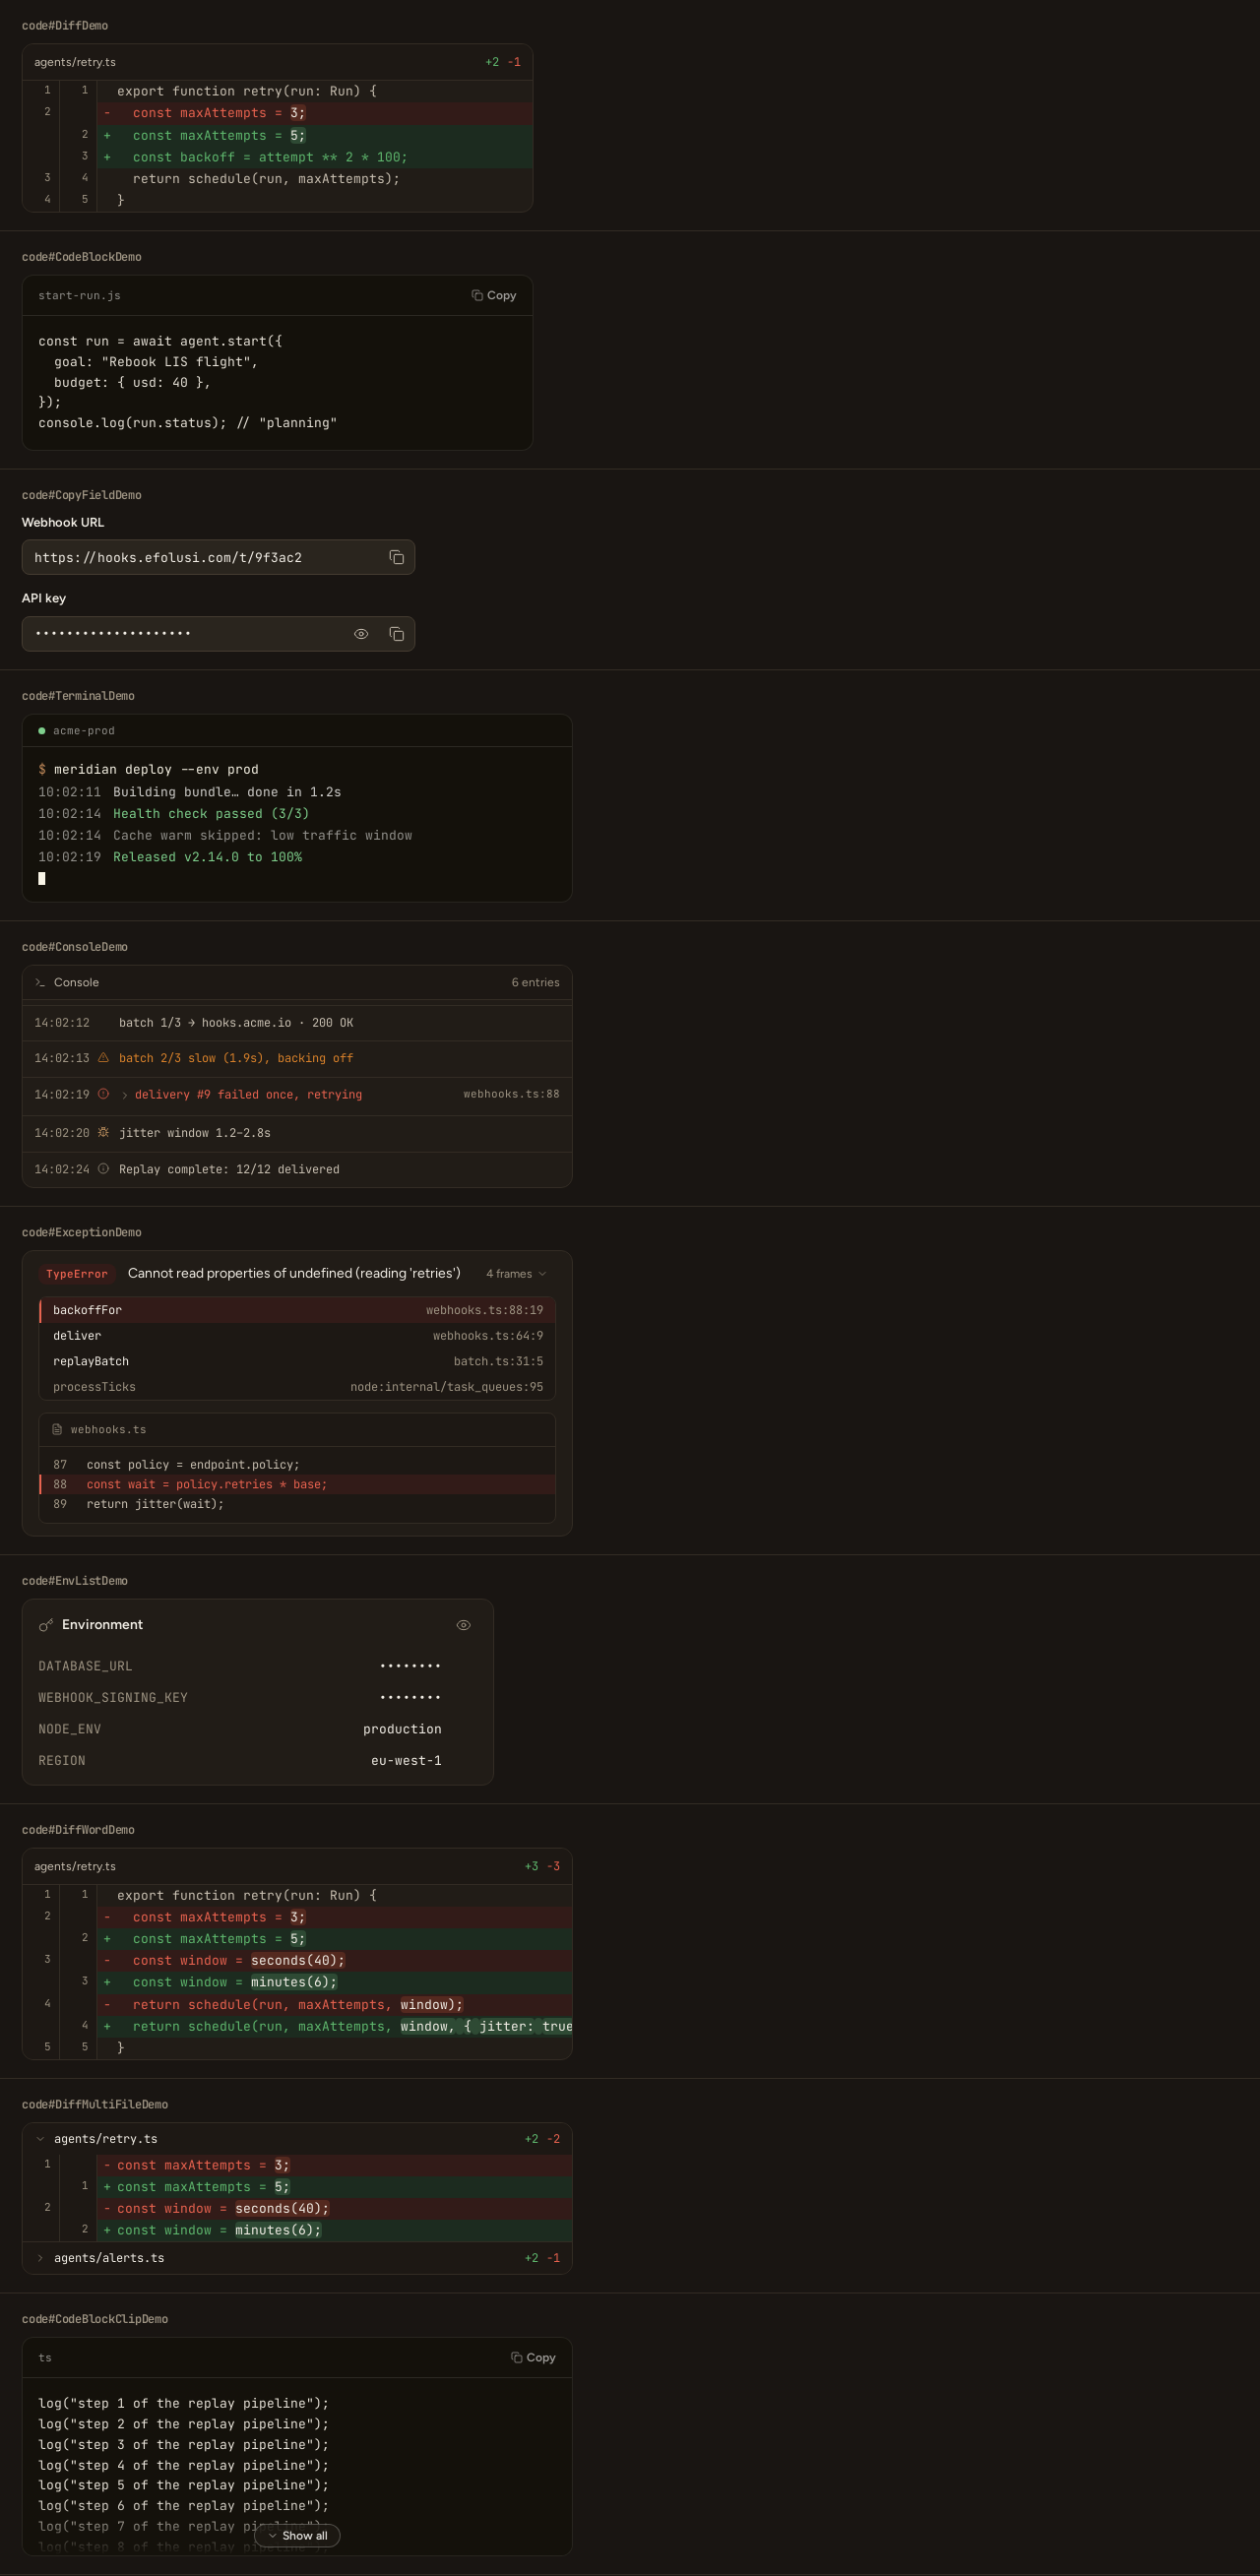 code#DiffDemo
agents/retry.ts +2 -1
1 1 export function retry(run: Run) {
2 - const maxAttempts = 3;
2 + const maxAttempts = 5;
3 + const backoff = attempt ** 2 * 100;
3 4 return schedule(run, maxAttempts);
4 5 }
code#CodeBlockDemo
start-run.js Copy
const run = await agent.start({
goal: "Rebook LIS flight",
budget: { usd: 40 },
});
console.log(run.status); // "planning"
code#CopyFieldDemo
Webhook URL
https://hooks.efolusi.com/t/9f3ac2
API key
••••••••••••••••••••
code#TerminalDemo
acme-prod
$ meridian deploy --env prod
10:02:11 Building bundle… done in 1.2s
10:02:14 Health check passed (3/3)
10:02:14 Cache warm skipped: low traffic window
10:02:19 Released v2.14.0 to 100%
code#ConsoleDemo
Console 6 entries
14:02:12 batch 1/3 → hooks.acme.io · 200 OK
14:02:13 batch 2/3 slow (1.9s), backing off
14:02:19 delivery #9 failed once, retrying webhooks.ts:88
14:02:20 jitter window 1.2–2.8s
14:02:24 Replay complete: 12/12 delivered
code#ExceptionDemo
TypeError Cannot read properties of undefined (reading 'retries') 4 frames
backoffFor webhooks.ts:88:19
deliver webhooks.ts:64:9
replayBatch batch.ts:31:5
processTicks node:internal/task_queues:95
webhooks.ts
87 const policy = endpoint.policy;
88 const wait = policy.retries * base;
89 return jitter(wait);
code#EnvListDemo
Environment
DATABASE_URL ••••••••
WEBHOOK_SIGNING_KEY ••••••••
NODE_ENV production
REGION eu-west-1
code#DiffWordDemo
agents/retry.ts +3 -3
1 1 export function retry(run: Run) {
2 - const maxAttempts = 3;
2 + const maxAttempts = 5;
3 - const window = seconds(40);
3 + const window = minutes(6);
4 - return schedule(run, maxAttempts, window);
4 + return schedule(run, maxAttempts, window, { jitter: true
5 5 }
code#DiffMultiFileDemo
agents/retry.ts +2 -2
1 - const maxAttempts = 3;
1 + const maxAttempts = 5;
2 - const window = seconds(40);
2 + const window = minutes(6);
agents/alerts.ts +2 -1
code#CodeBlockClipDemo
ts Copy
log("step 1 of the replay pipeline");
log("step 2 of the replay pipeline");
log("step 3 of the replay pipeline");
log("step 4 of the replay pipeline");
log("step 5 of the replay pipeline");
log("step 6 of the replay pipeline");
log("step 7 of the replay pipeline");
log("step 8 of the replay pipeline");
Show all